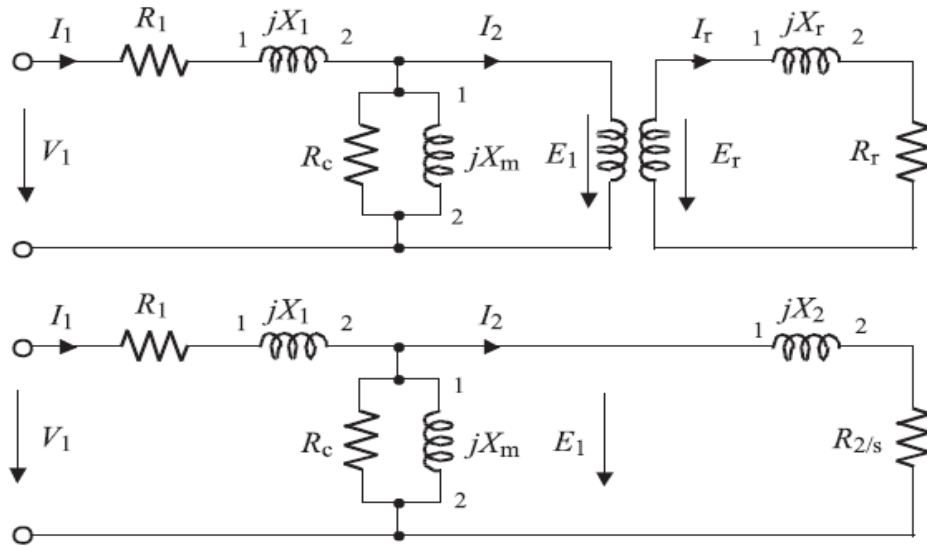 I1 R1 1 jX1 2 I2 Ir 1 jXr 2
V1 Rc 1 jXm 2 E1 Er Rr
I1 R1 1 jX1 2 I2 1 jX2 2
V1 Rc 1 jXm 2 E1 R2/s